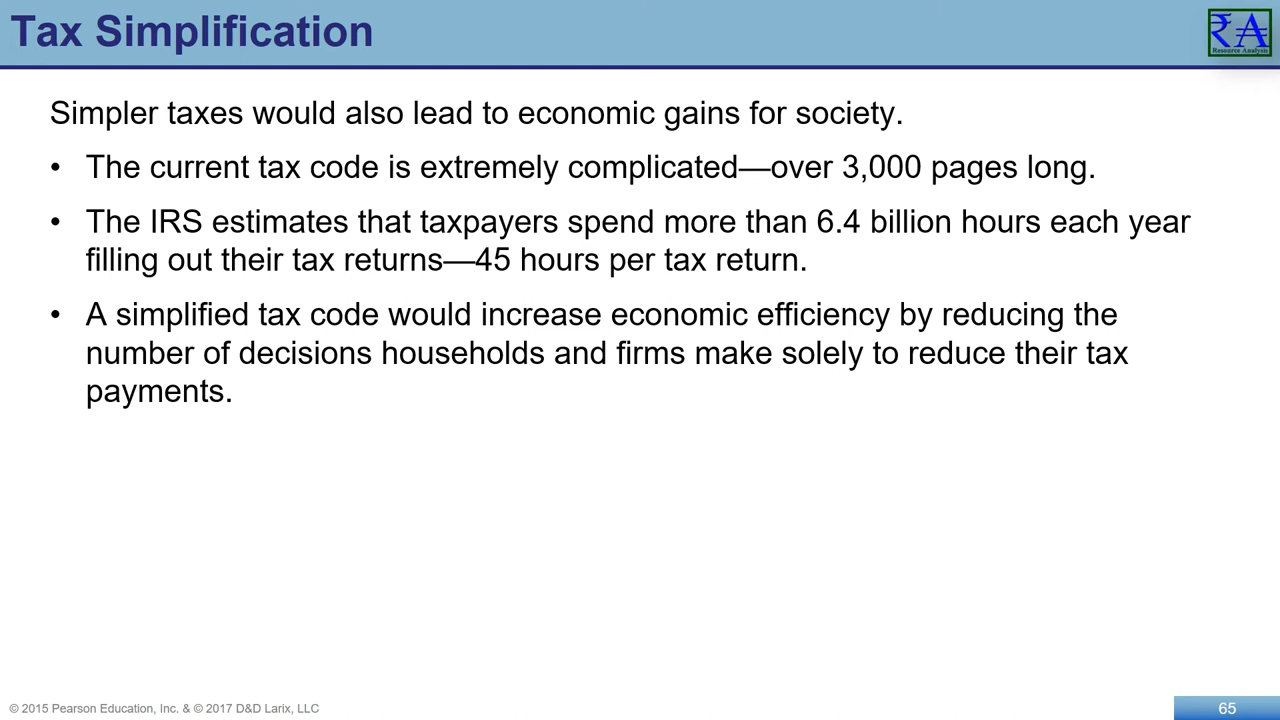 Tax Simplification
₹A
Resource Analysis
Simpler taxes would also lead to economic gains for society.
• The current tax code is extremely complicated—over 3,000 pages long.
• The IRS estimates that taxpayers spend more than 6.4 billion hours each year
filling out their tax returns—45 hours per tax return.
• A simplified tax code would increase economic efficiency by reducing the
number of decisions households and firms make solely to reduce their tax
payments.
© 2015 Pearson Education, Inc. & © 2017 D&D Larix, LLC
65